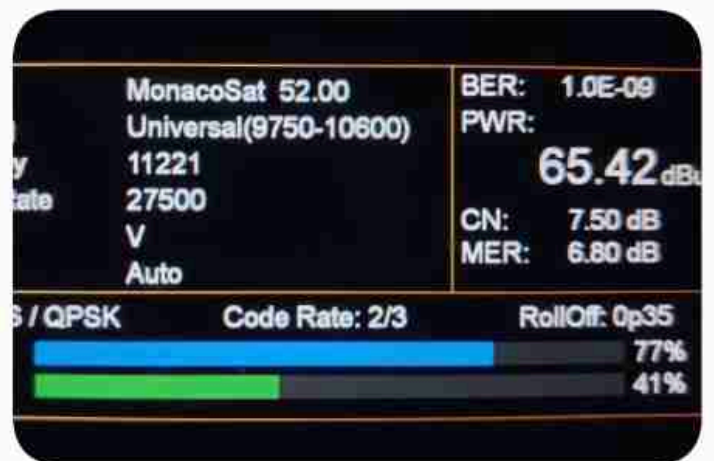 MonacoSat 52.00
Universal(9750-10600)
11221
27500
V
Auto
BER: 1.0E-09
PWR:
65.42 dBu
CN: 7.50 dB
MER: 6.80 dB
S / QPSK Code Rate: 2/3 RollOff: 0p35
77%
41%